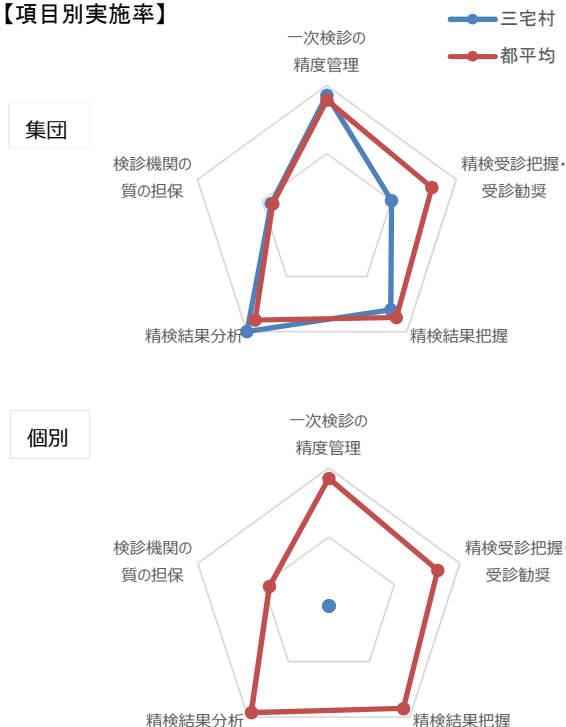 【項目別実施率】
三宅村
都平均
集団
一次検診の
精度管理
検診機関の
質の担保
精検受診把握・
受診勧奨
精検結果分析
精検結果把握
個別
一次検診の
精度管理
検診機関の
質の担保
精検受診把握・
受診勧奨
精検結果分析
精検結果把握